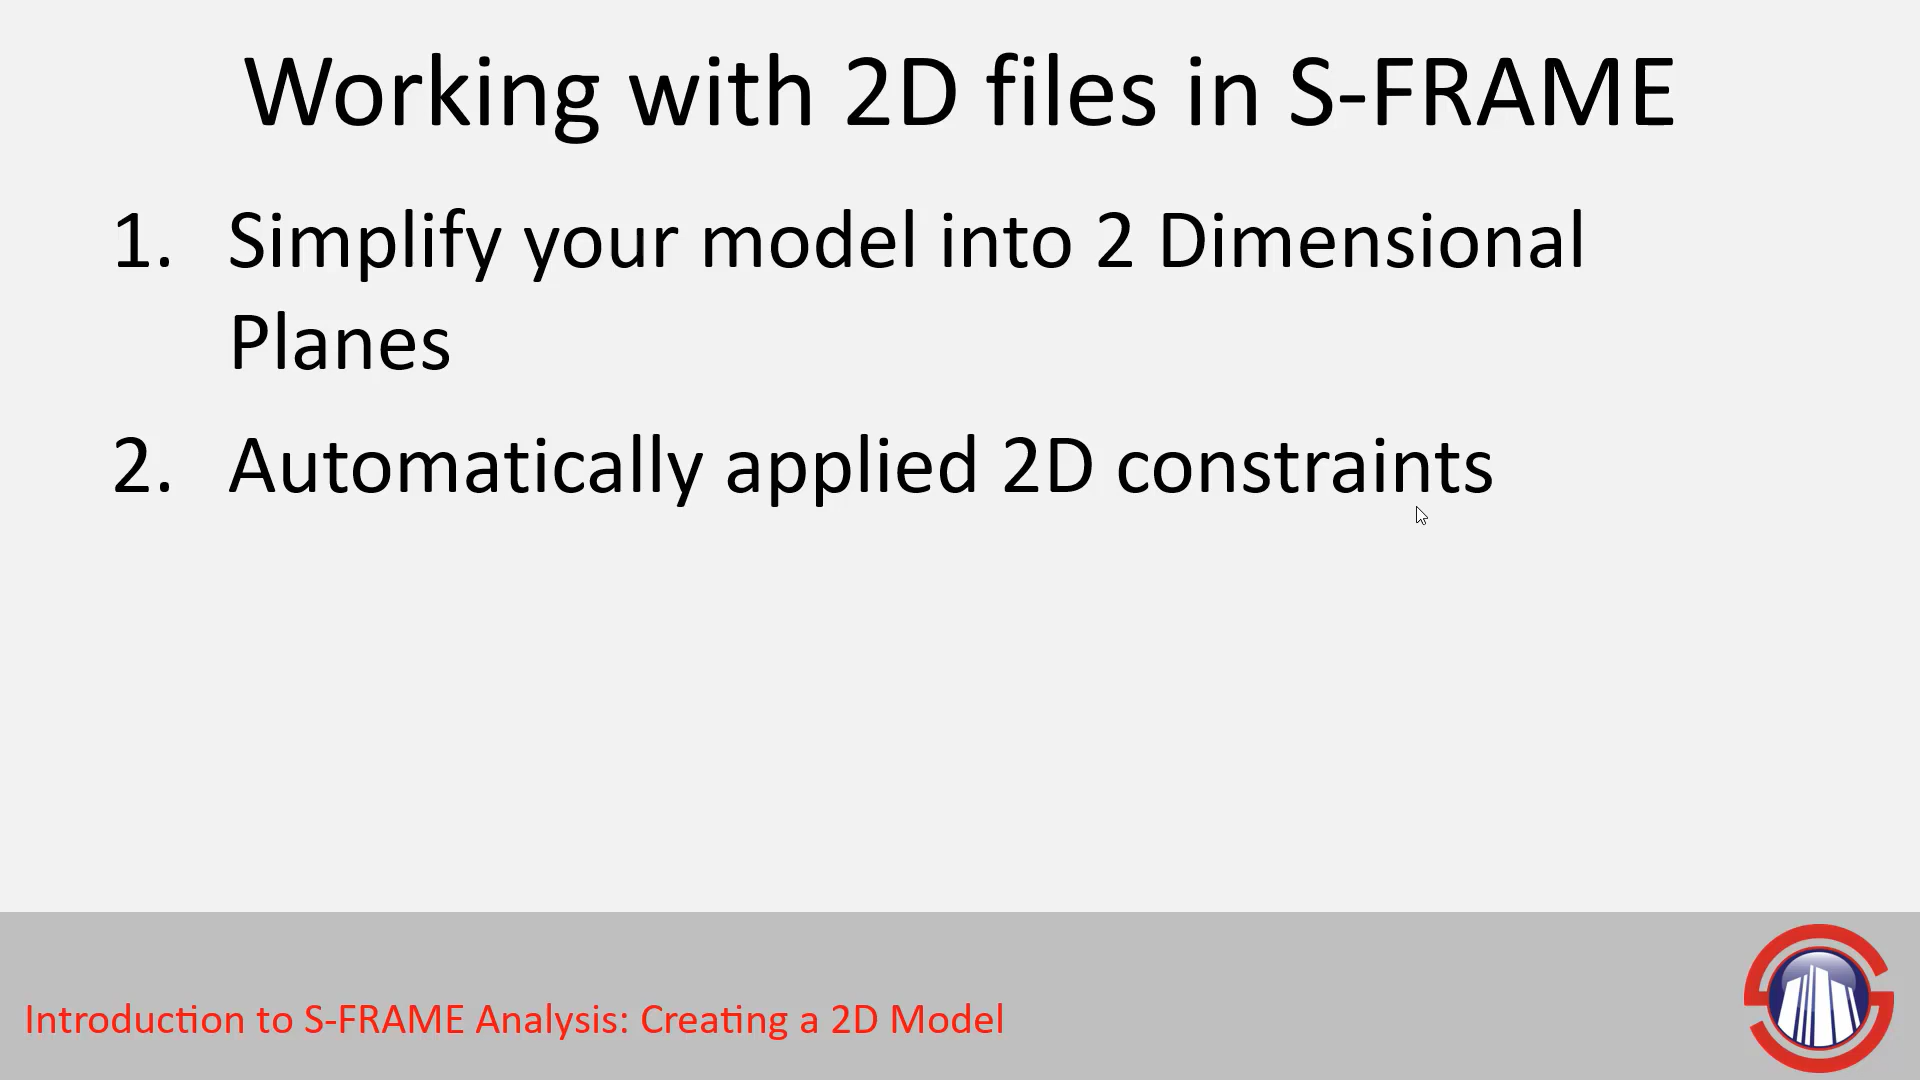 Working with 2D files in S-FRAME
1. Simplify your model into 2 Dimensional
Planes
2. Automatically applied 2D constraints
Introduction to S-FRAME Analysis: Creating a 2D Model